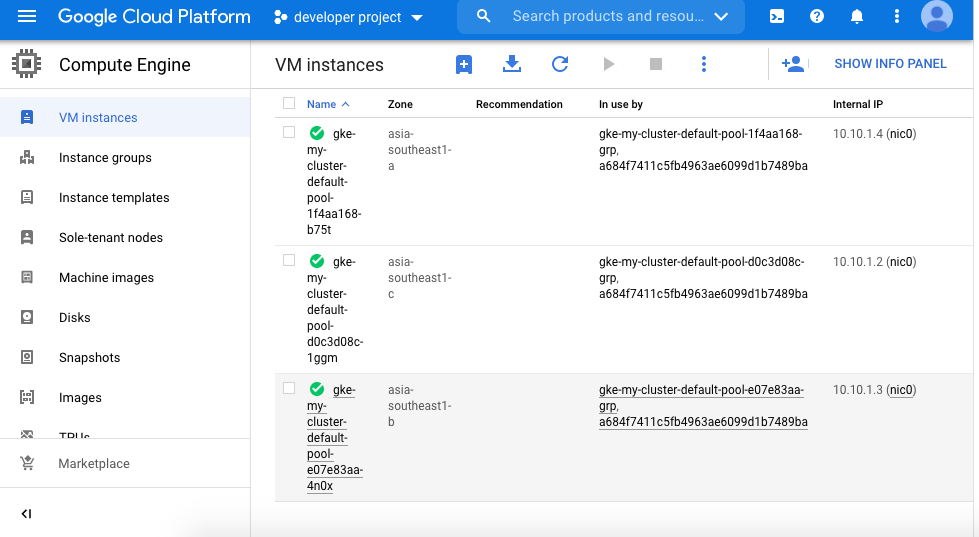 Google Cloud Platform
developer project
Search products and resou...
Compute Engine
VM instances
SHOW INFO PANEL
VM instances
Instance groups
Instance templates
Sole-tenant nodes
Machine images
Disks
Snapshots
Images
TPUs
Marketplace
Name
Zone
Recommendation
In use by
Internal IP
gke-
my-
cluster-
default-
pool-
1f4aa168-
b75t
asia-
southeast1-
a
gke-my-cluster-default-pool-1f4aa168-
grp,
a684f7411c5fb4963ae6099d1b7489ba
10.10.1.4 (nic0)
gke-
my-
cluster-
default-
pool-
d0c3d08c-
1ggm
asia-
southeast1-
c
gke-my-cluster-default-pool-d0c3d08c-
grp,
a684f7411c5fb4963ae6099d1b7489ba
10.10.1.2 (nic0)
gke-
my-
cluster-
default-
pool-
e07e83aa-
4n0x
asia-
southeast1-
b
gke-my-cluster-default-pool-e07e83aa-
grp,
a684f7411c5fb4963ae6099d1b7489ba
10.10.1.3 (nic0)